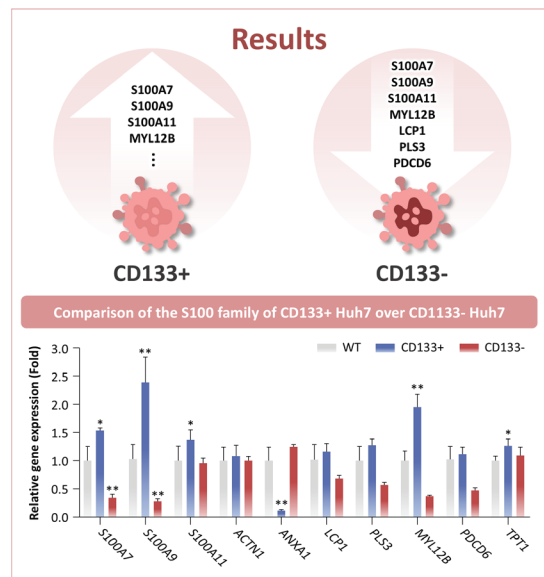 Results
S100A7
S100A9
S100A11
MYL12B
⋮
CD133+
S100A7
S100A9
S100A11
MYL12B
LCP1
PLS3
PDCD6
CD133-
Comparison of the S100 family of CD133+ Huh7 over CD1133- Huh7
WT CD133+ CD133-
Relative gene expression (Fold)
3.0
2.5
2.0
1.5
1.0
0.5
0.0
* ** ** ** * ** ** *
S100A7 S100A9 S100A11 ACTN1 ANXA1 LCP1 PLS3 MYL12B PDCD6 TPT1